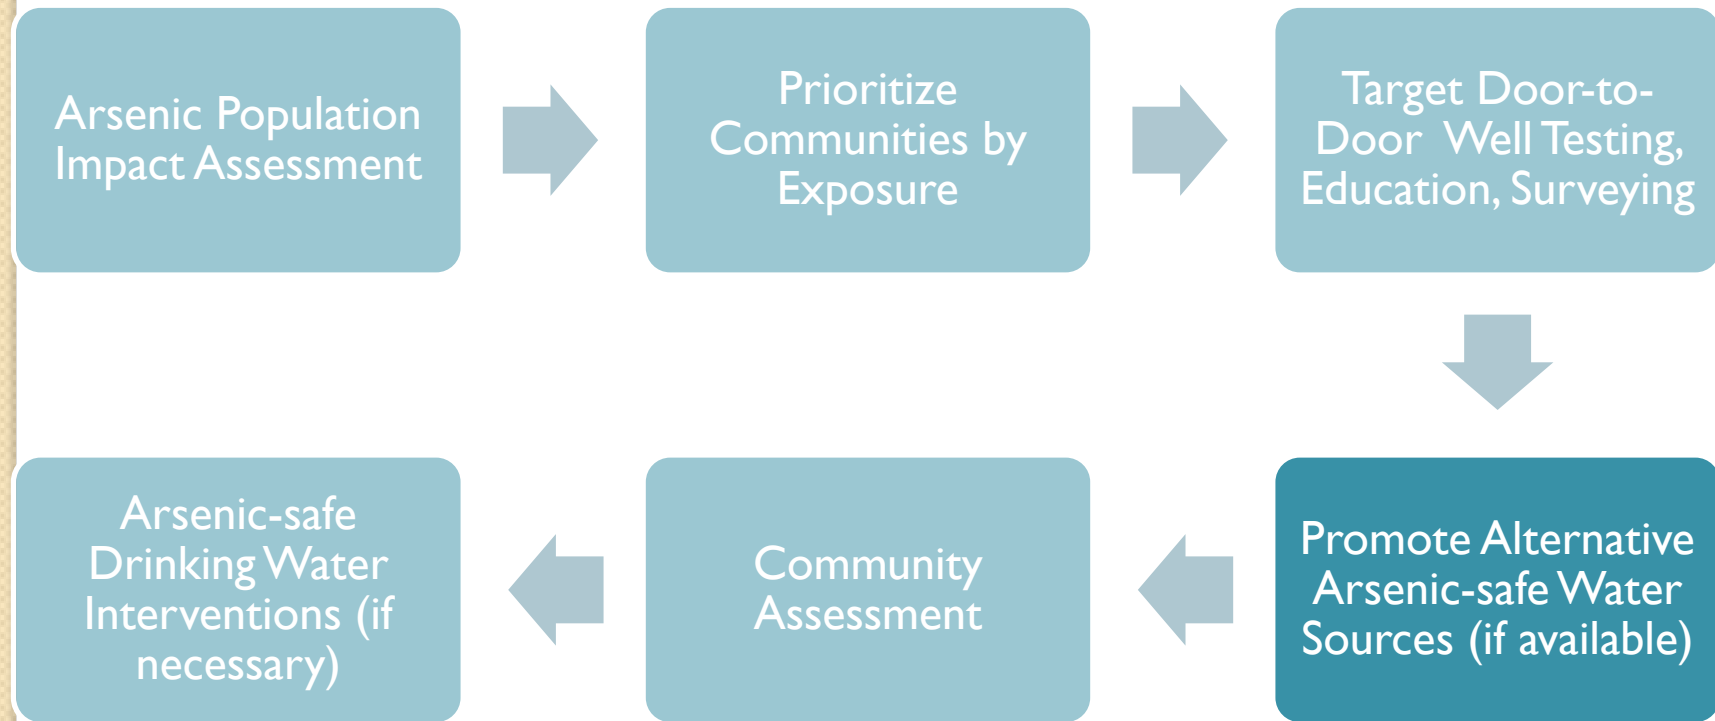 Arsenic Population
Impact Assessment
Prioritize
Communities by
Exposure
Target Door-to-
Door Well Testing,
Education, Surveying
Promote Alternative
Arsenic-safe Water
Sources (if available)
Community
Assessment
Arsenic-safe
Drinking Water
Interventions (if
necessary)